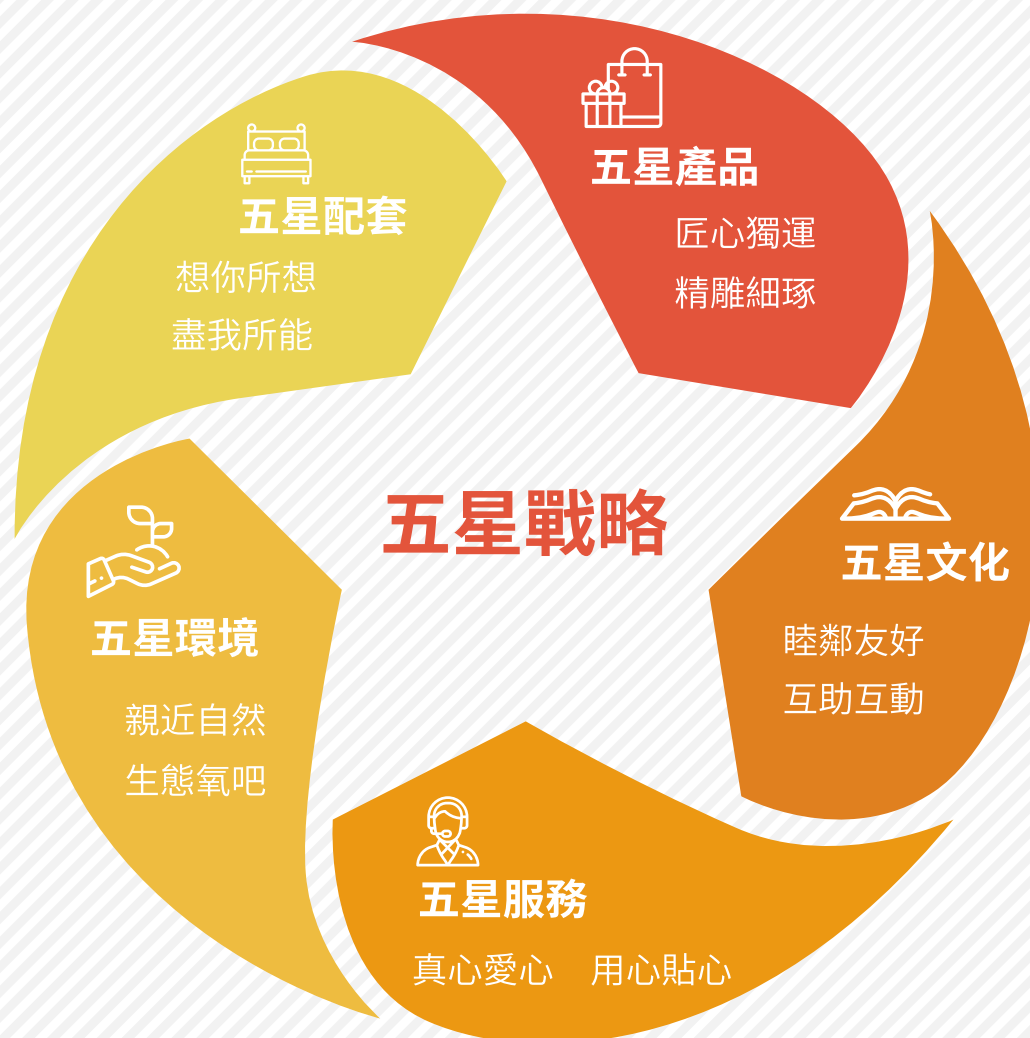 五星產品
匠心獨運
精雕細琢
五星配套
想你所想
盡我所能
五星戰略
五星文化
睦鄰友好
互助互動
五星環境
親近自然
生態氧吧
五星服務
真心愛心 用心貼心